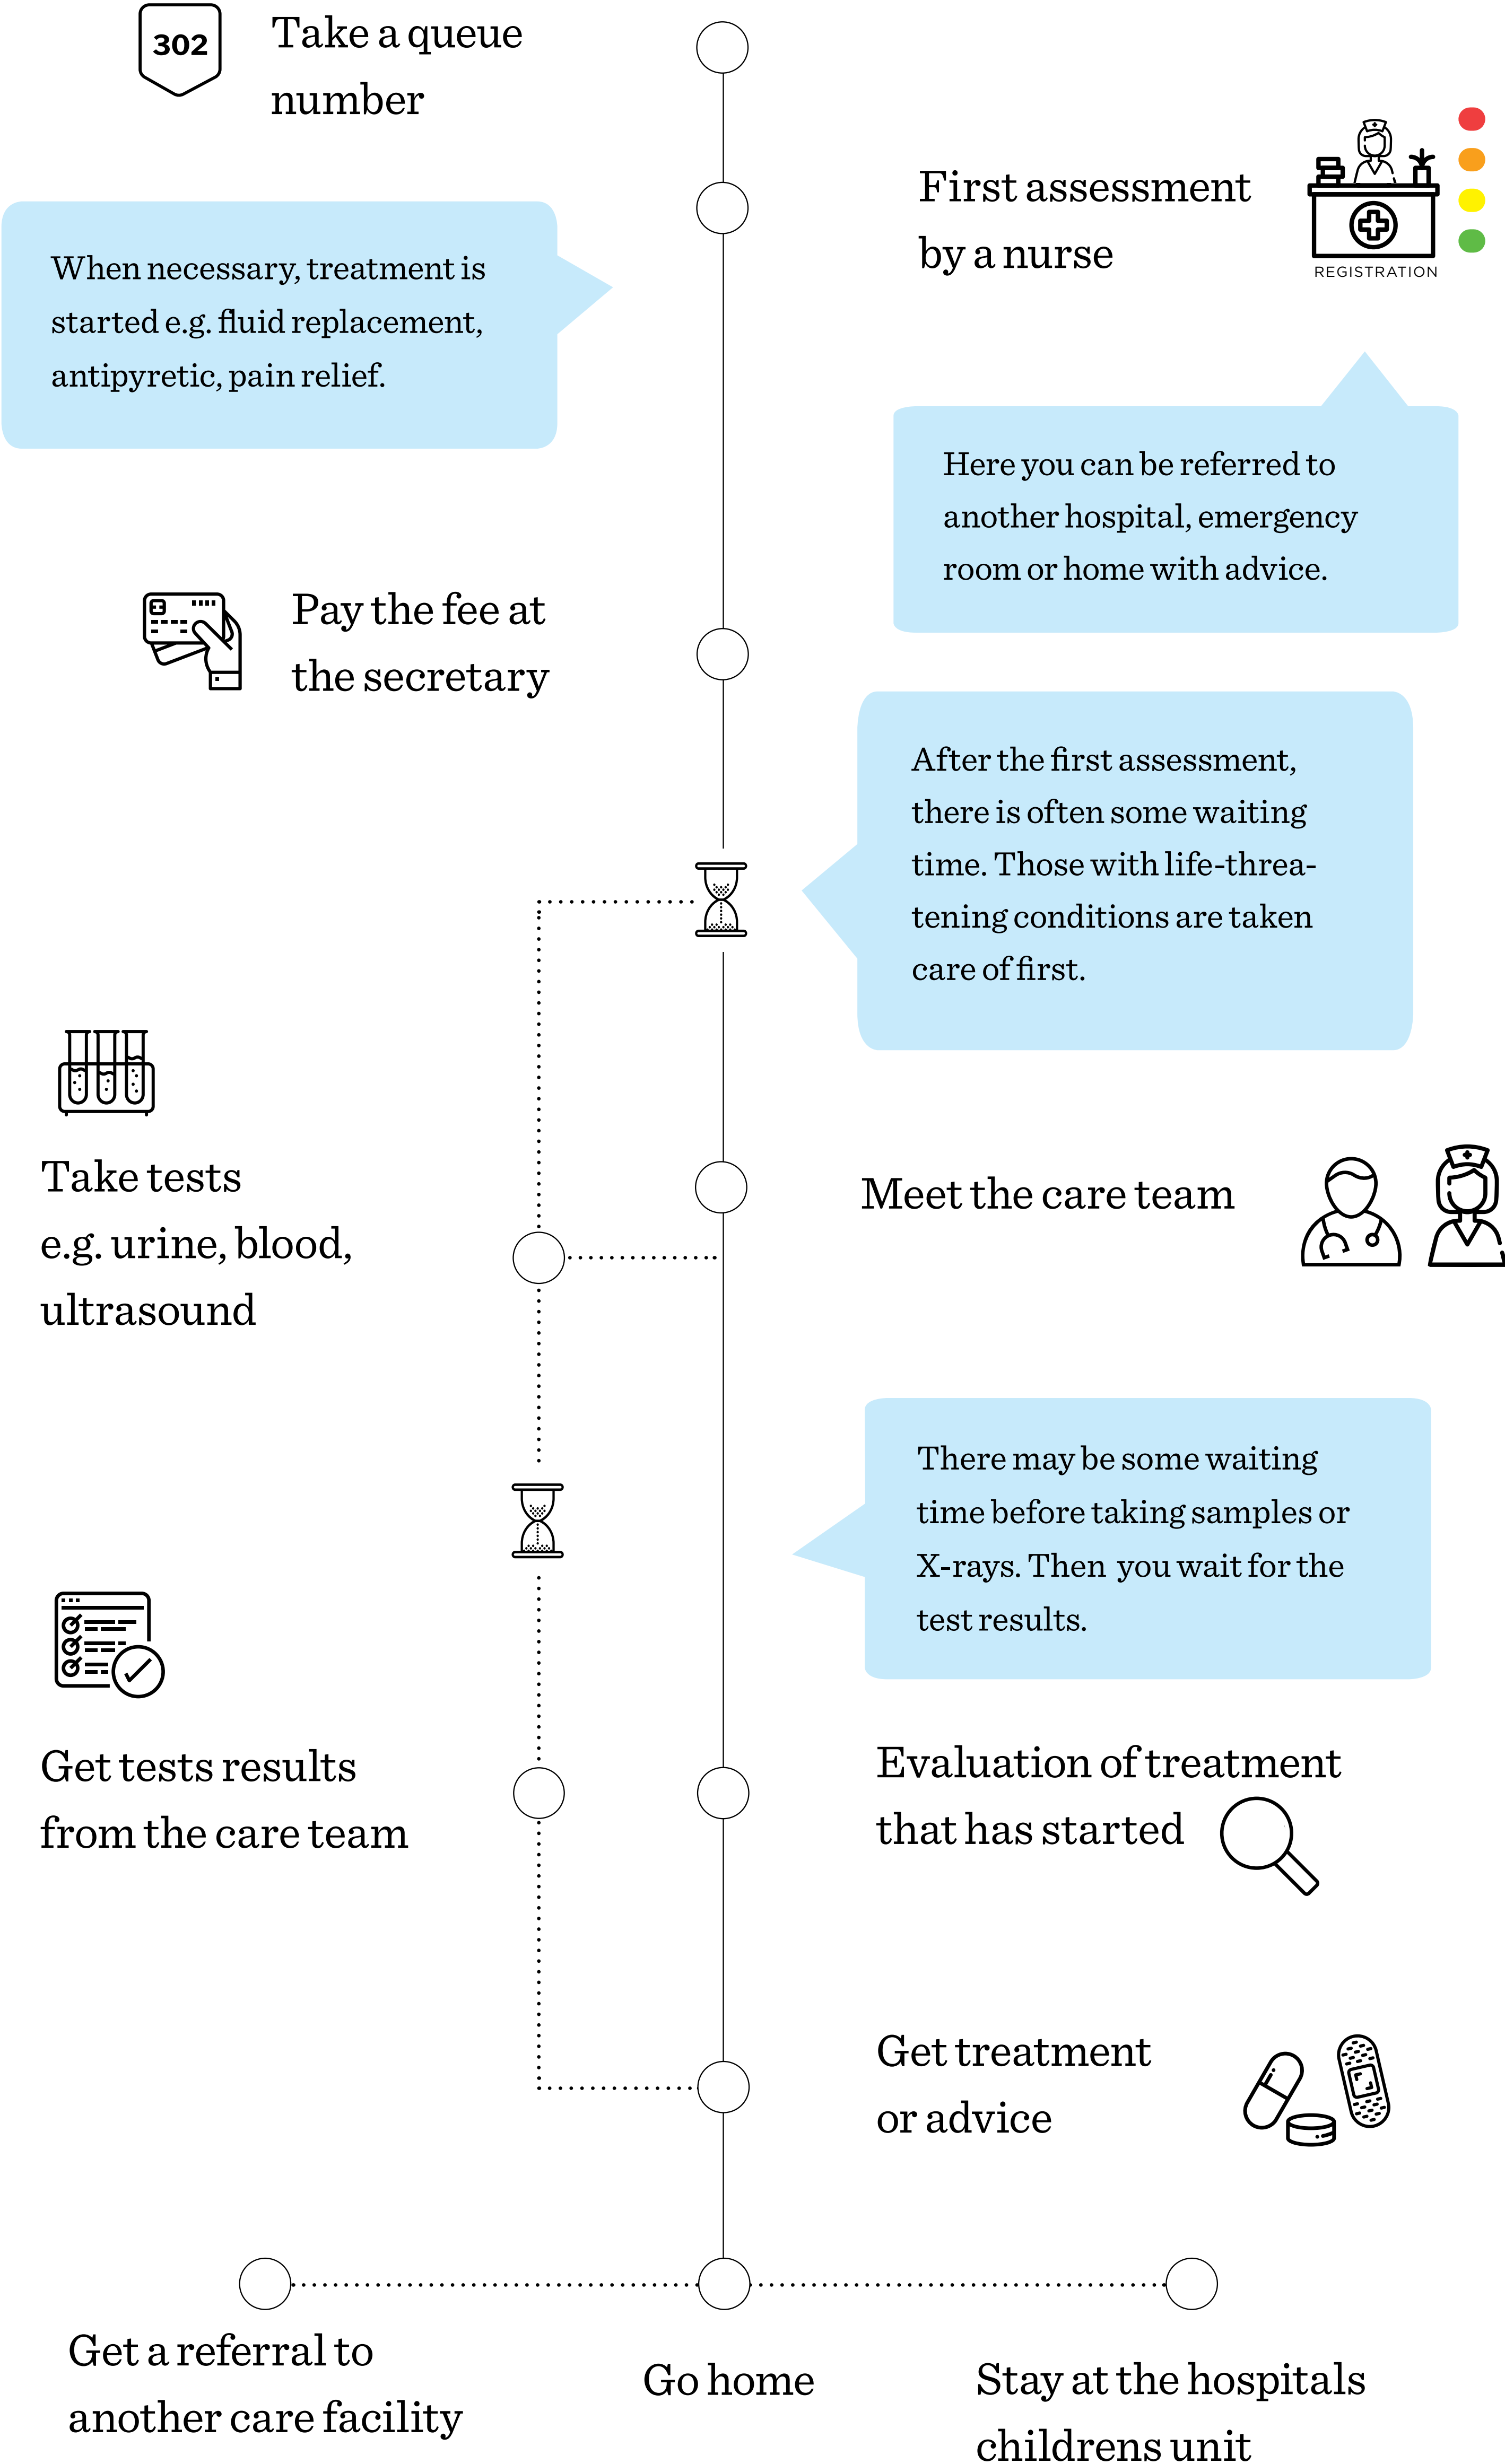 302
Take a queue
number
First assessment
by a nurse
REGISTRATION
When necessary, treatment is
started e.g. fluid replacement,
antipyretic, pain relief.
Here you can be referred to
another hospital, emergency
room or home with advice.
Pay the fee at
the secretary
After the first assessment,
there is often some waiting
time. Those with life-threa-
tening conditions are taken
care of first.
Take tests
e.g. urine, blood,
ultrasound
Meet the care team
There may be some waiting
time before taking samples or
X-rays. Then you wait for the
test results.
Get tests results
from the care team
Evaluation of treatment
that has started
Get treatment
or advice
Get a referral to
another care facility
Go home
Stay at the hospitals
childrens unit